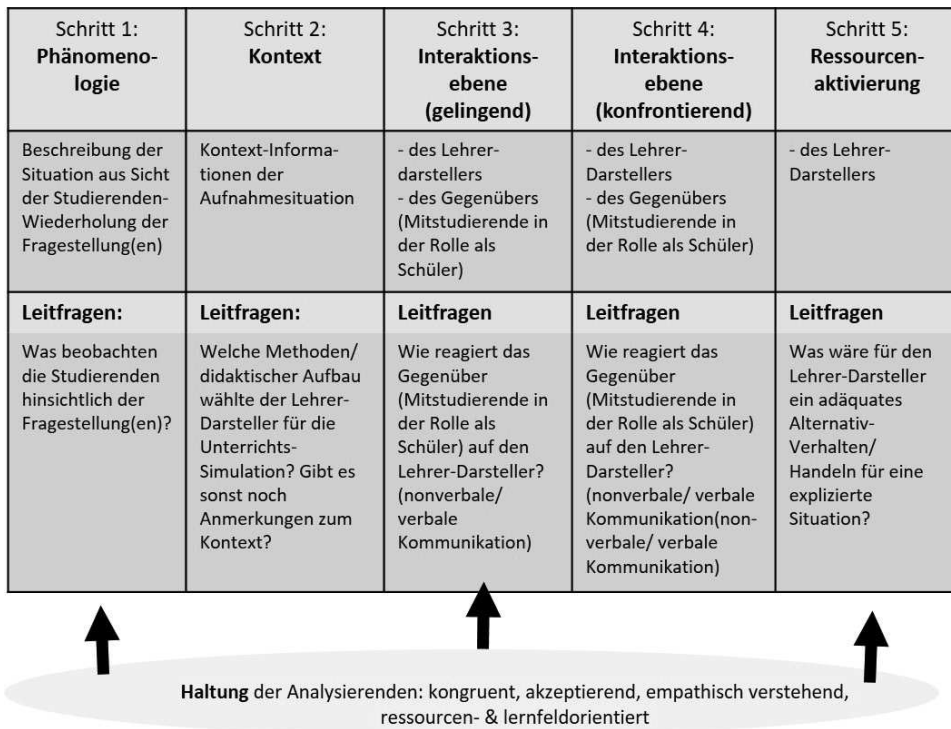 Schritt 1:
Phänomeno-
logie
Schritt 2:
Kontext
Schritt 3:
Interaktions-
ebene
(gelingend)
Schritt 4:
Interaktions-
ebene
(konfrontierend)
Schritt 5:
Ressourcen-
aktivierung
Beschreibung der
Situation aus Sicht
der Studierenden-
Wiederholung der
Fragestellung(en)
Kontext-Informa-
tionen der
Aufnahmesituation
- des Lehrer-
darstellers
- des Gegenübers
(Mitstudierende in
der Rolle als
Schüler)
- des Lehrer-
Darstellers
- des Gegenübers
(Mitstudierende in
der Rolle als Schüler)
- des Lehrer-
Darstellers
Leitfragen:
Was beobachten
die Studierenden
hinsichtlich der
Fragestellung(en)?
Leitfragen:
Welche Methoden/
didaktischer Aufbau
wählte der Lehrer-
Darsteller für die
Unterrichts-
Simulation? Gibt es
sonst noch
Anmerkungen zum
Kontext?
Leitfragen
Wie reagiert das
Gegenüber
(Mitstudierende in
der Rolle als
Schüler) auf den
Lehrer-Darsteller?
(nonverbale/
verbale
Kommunikation)
Leitfragen
Wie reagiert das
Gegenüber
(Mitstudierende in
der Rolle als Schüler)
auf den Lehrer-
Darsteller?
(nonverbale/ verbale
Kommunikation(non-
verbale/ verbale
Kommunikation)
Leitfragen
Was wäre für den
Lehrer-Darsteller
ein adäquates
Alternativ-
Verhalten/
Handeln für eine
explizierte
Situation?
Haltung der Analysierenden: kongruent, akzeptierend, empathisch verstehend,
ressourcen- & lernfeldorientiert